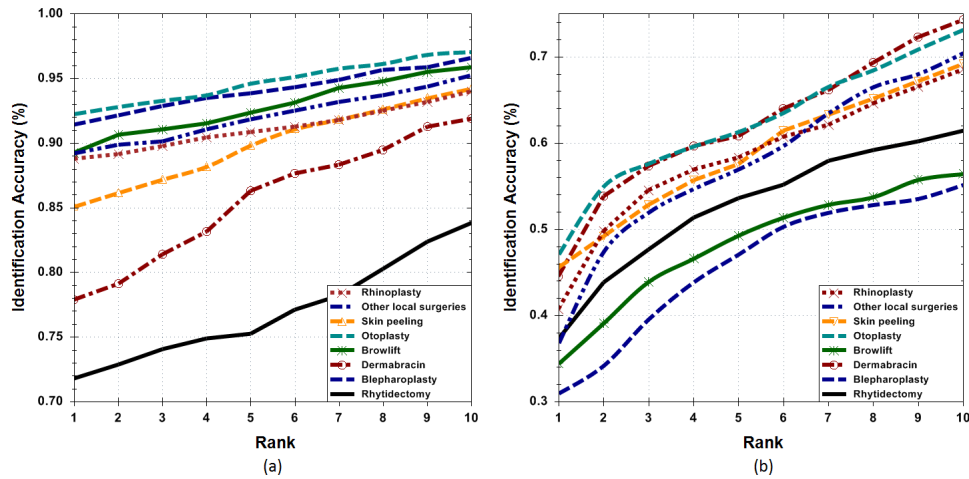 1.00
0.95
0.90
0.85
0.80
0.75
0.70
Identification Accuracy (%)
Rhinoplasty
Other local surgeries
Skin peeling
Otoplasty
Browlift
Dermabracin
Blepharoplasty
Rhytidectomy
1 2 3 4 5 6 7 8 9 10
Rank
(a)
0.7
0.6
0.5
0.4
0.3
Identification Accuracy (%)
Rhinoplasty
Other local surgeries
Skin peeling
Otoplasty
Browlift
Dermabracin
Blepharoplasty
Rhytidectomy
1 2 3 4 5 6 7 8 9 10
Rank
(b)